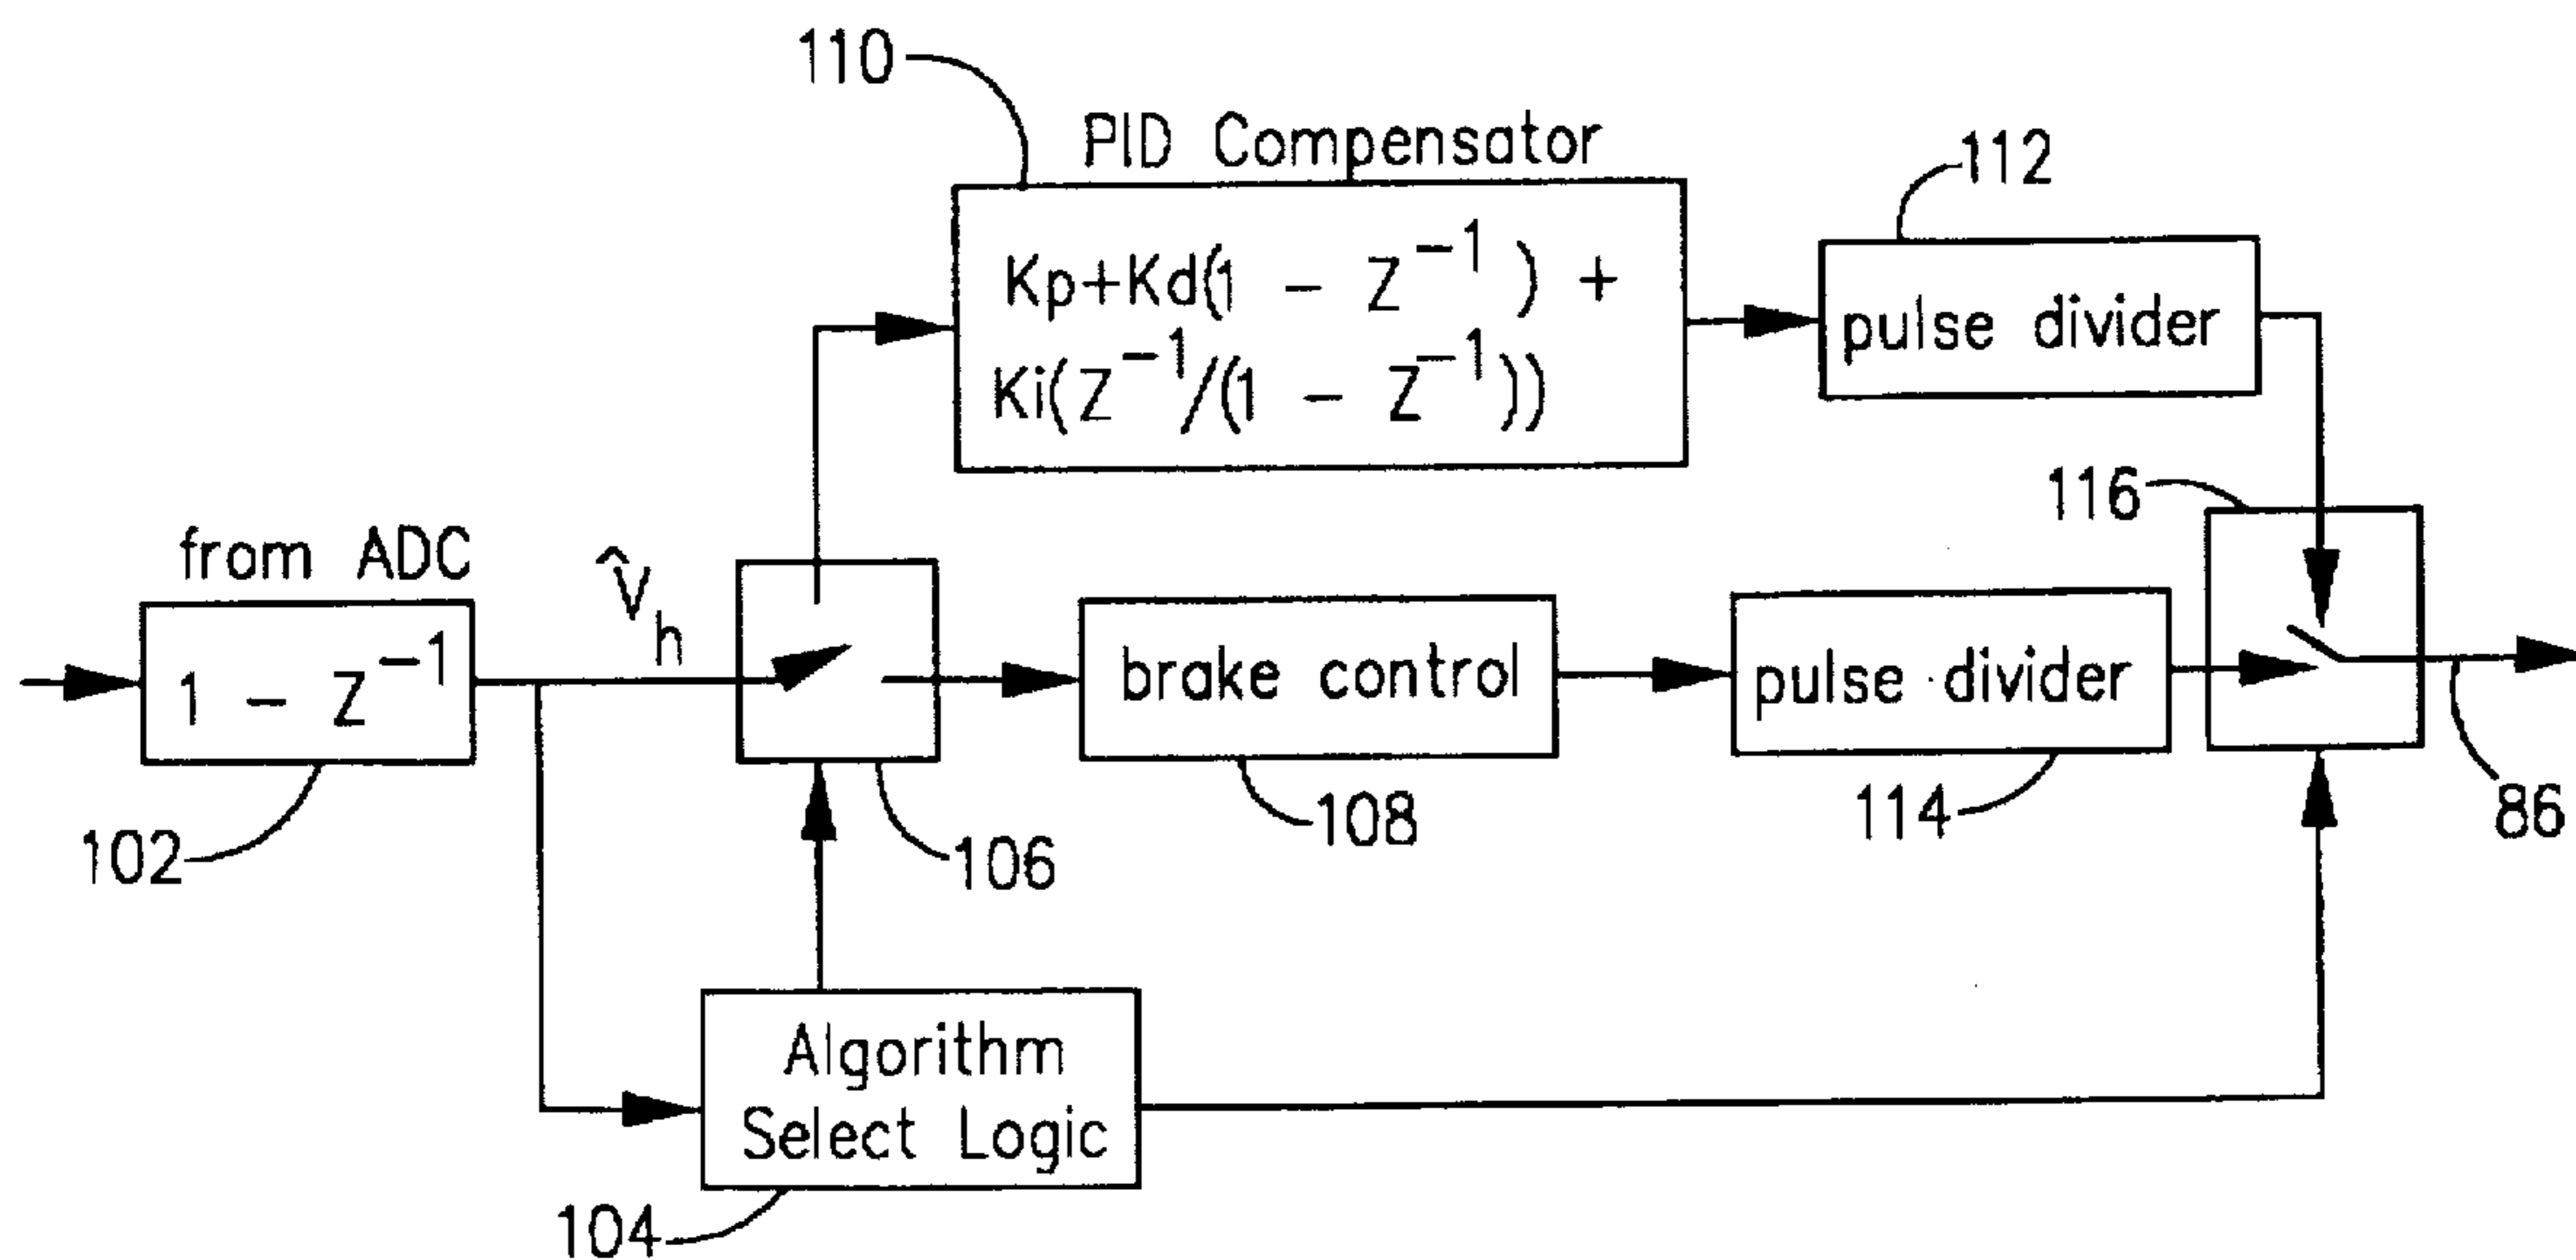 110
PID Compensator
112
Kp+Kd(1 - Z^-1) +
Ki(Z^-1/(1 - Z^-1))
pulse divider
116
from ADC
V̂h
1 - Z^-1
brake control
pulse divider
102
106
108
114
86
Algorithm
Select Logic
104